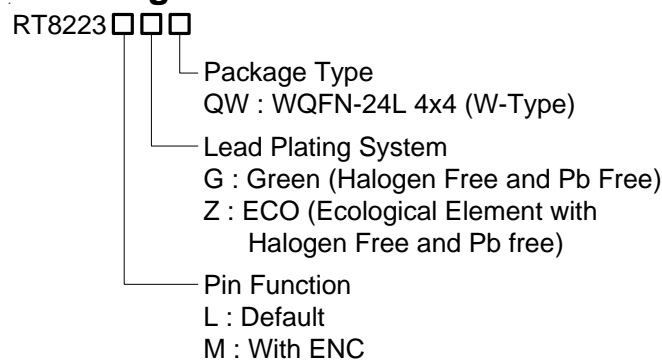 RT8223
Package Type
QW : WQFN-24L 4x4 (W-Type)
Lead Plating System
G : Green (Halogen Free and Pb Free)
Z : ECO (Ecological Element with
Halogen Free and Pb free)
Pin Function
L : Default
M : With ENC